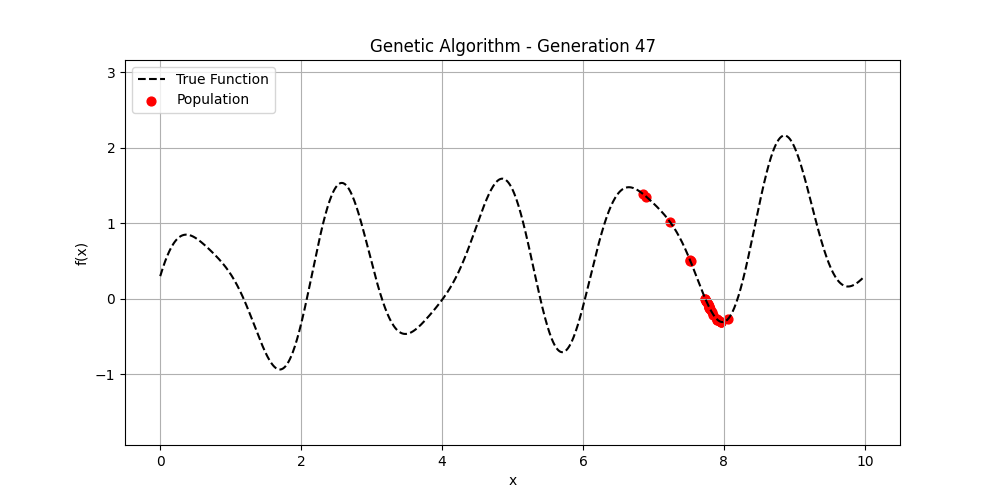 Genetic Algorithm - Generation 47
True Function
Population
3
2
1
0
−1
f(x)
0 2 4 6 8 10
x